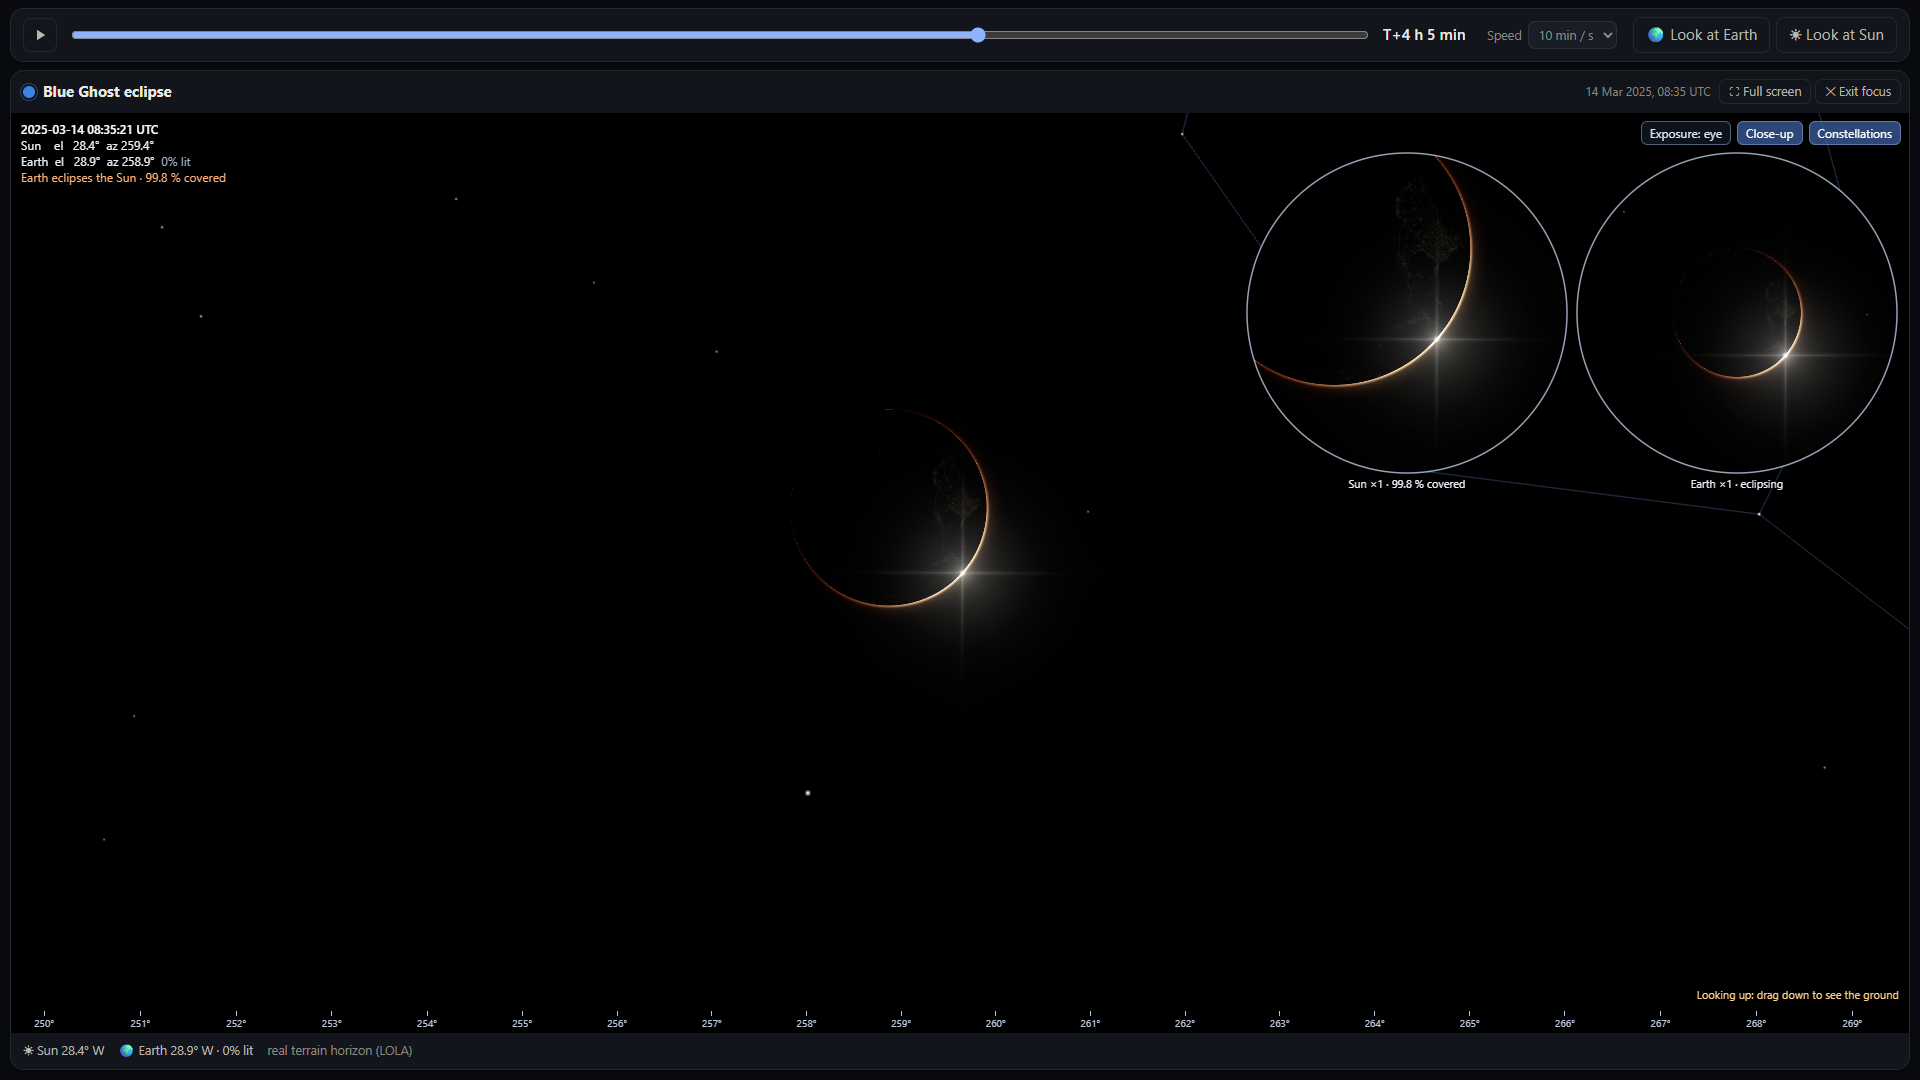 T+4 h 5 min
Speed
10 min / s
Look at Earth
Look at Sun
Blue Ghost eclipse
14 Mar 2025, 08:35 UTC
Full screen
Exit focus
2025-03-14 08:35:21 UTC
Sun el 28.4° az 259.4°
Earth el 28.9° az 258.9° 0% lit
Earth eclipses the Sun · 99.8 % covered
Exposure: eye
Close-up
Constellations
Sun ×1 · 99.8 % covered
Earth ×1 · eclipsing
Looking up: drag down to see the ground
250° 251° 252° 253° 254° 255° 256° 257° 258° 259° 260° 261° 262° 263° 264° 265° 266° 267° 268° 269°
Sun 28.4° W
Earth 28.9° W · 0% lit
real terrain horizon (LOLA)